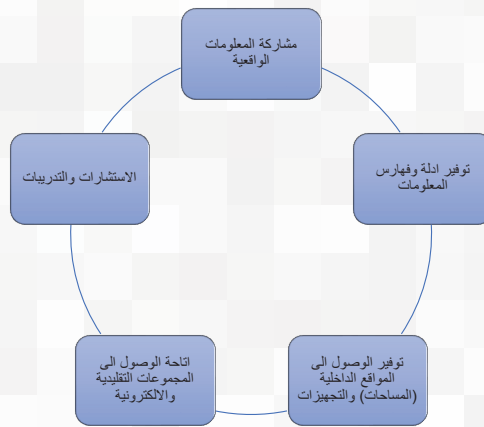 مشاركة المعلومات
الواقعية
توفير ادلة وفهارس
المعلومات
توفير الوصول الى
المواقع الداخلية
(المساحات) والتجهيزات
اتاحة الوصول الى
المجموعات التقليدية
والالكترونية
الاستشارات والتدريبات